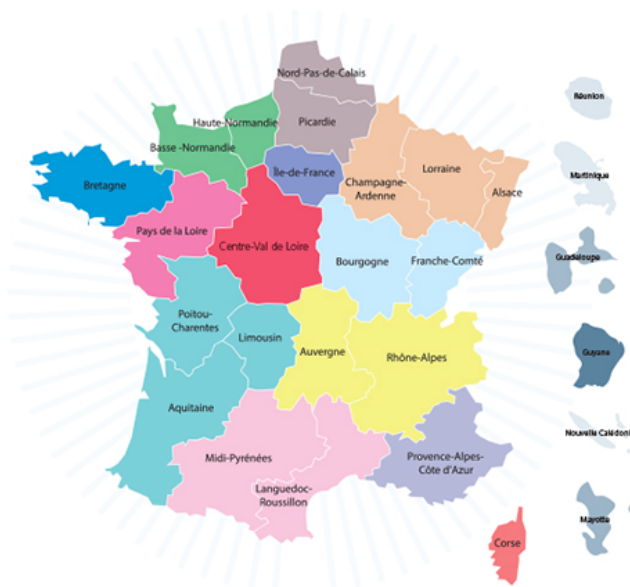 Nord-Pas-de-Calais
Haute-Normandie
Picardie
Basse -Normandie
Île-de-France
Lorraine
Champagne-
Ardenne
Alsace
Bretagne
Pays de la Loire
Centre-Val de Loire
Bourgogne
Franche-Comté
Poitou-
Charentes
Limousin
Auvergne
Rhône-Alpes
Aquitaine
Midi-Pyrénées
Languedoc-
Roussillon
Provence-Alpes-
Côte d'Azur
Corse
Réunion
Martinique
Guadeloupe
Guyane
Nouvelle Calédoni
Mayotte